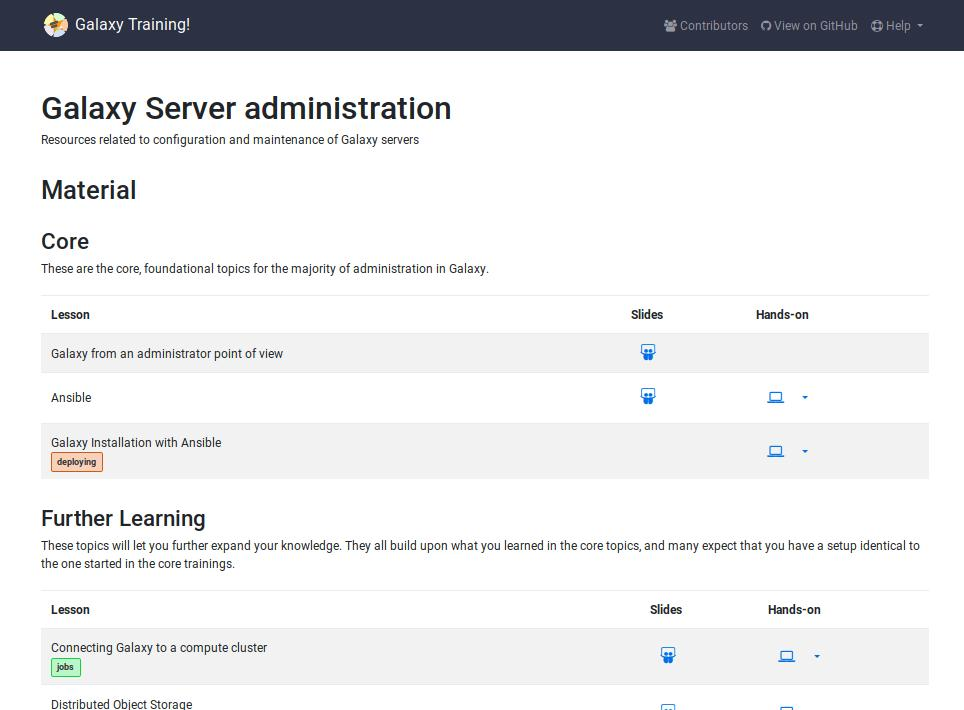 Galaxy Training!
Contributors
View on GitHub
Help
Galaxy Server administration
Resources related to configuration and maintenance of Galaxy servers
Material
Core
These are the core, foundational topics for the majority of administration in Galaxy.
Lesson Slides Hands-on
Galaxy from an administrator point of view
Ansible
Galaxy Installation with Ansible
deploying
Further Learning
These topics will let you further expand your knowledge. They all build upon what you learned in the core topics, and many expect that you have a setup identical to
the one started in the core trainings.
Lesson Slides Hands-on
Connecting Galaxy to a compute cluster
jobs
Distributed Object Storage